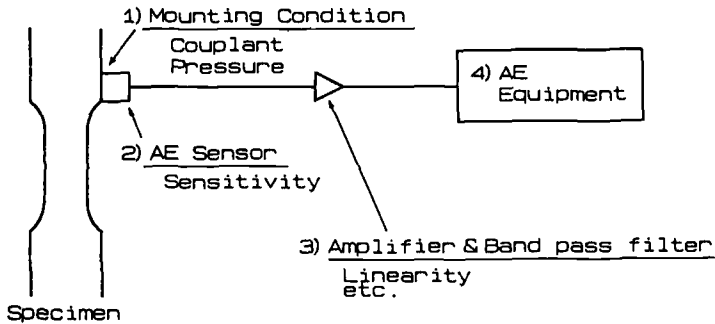 1) Mounting Condition
Couplant
Pressure
2) AE Sensor
Sensitivity
3) Amplifier & Band pass filter
Linearity
etc.
4) AE
Equipment
Specimen